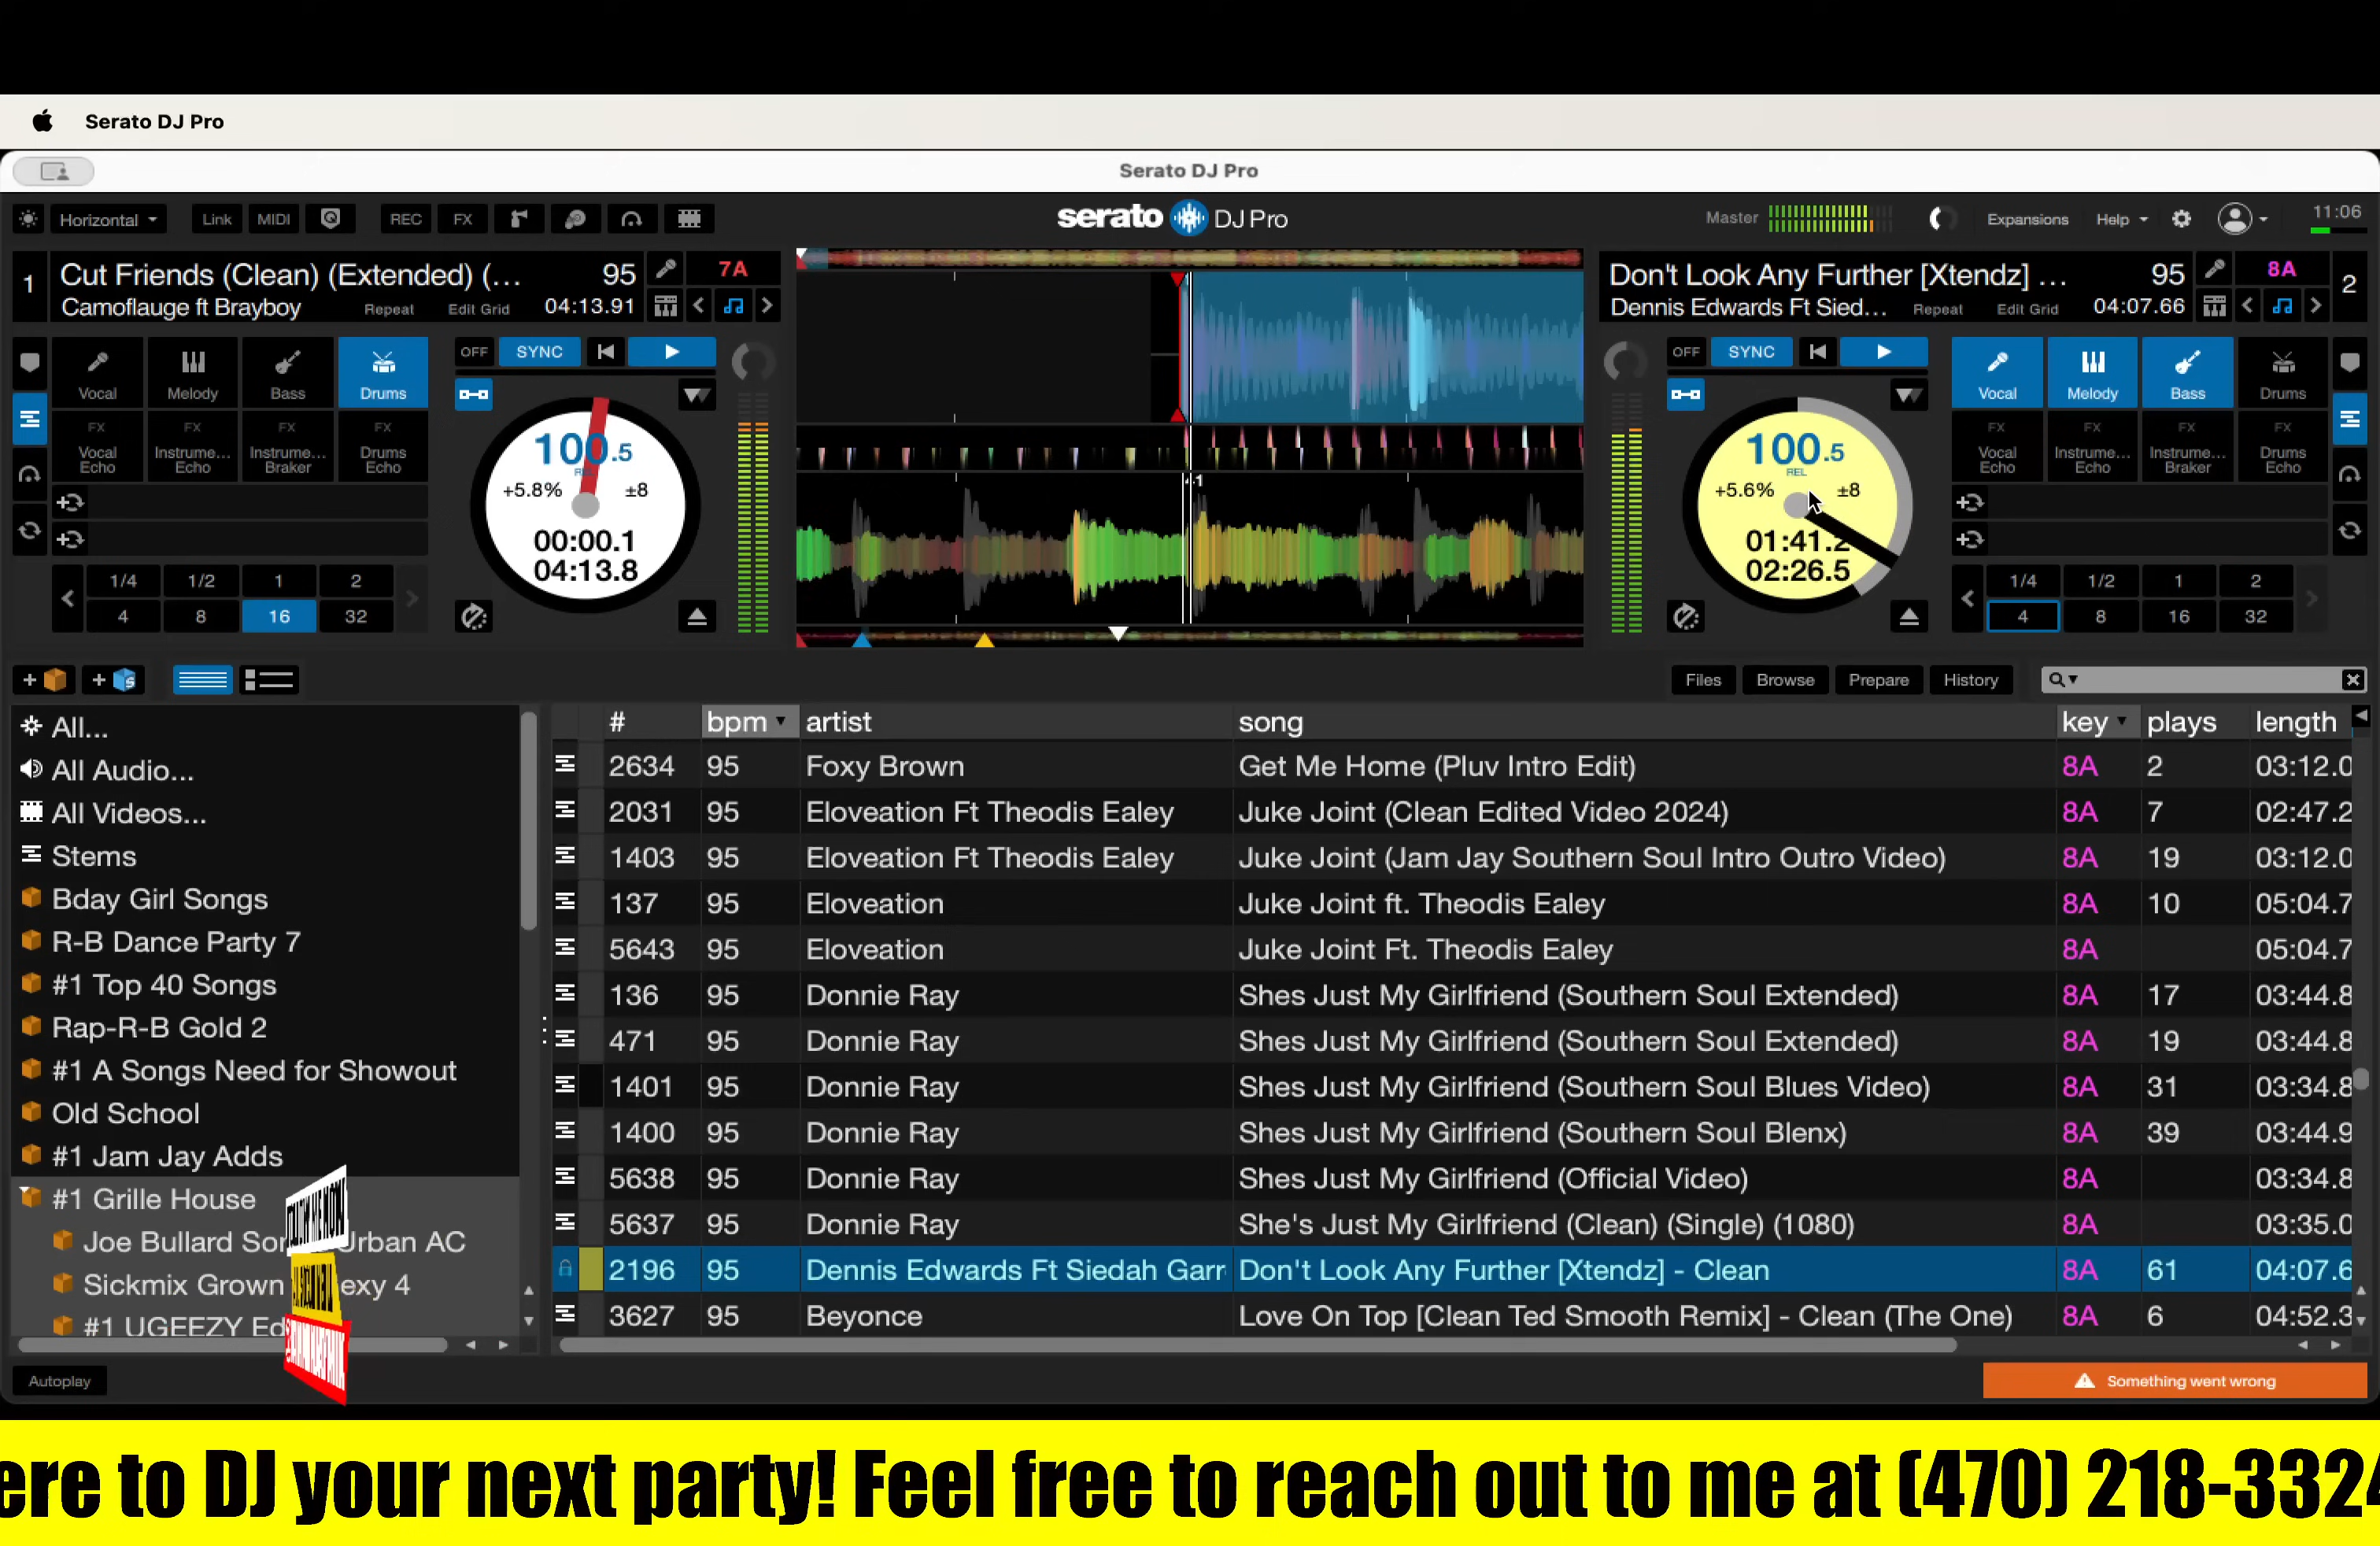 Serato DJ Pro
Serato DJ Pro
Horizontal Link MIDI REC FX serato DJ Pro Master Expansions Help 11:06
1 Cut Friends (Clean) (Extended) (... 95 7A
Camoflauge ft Brayboy Repeat Edit Grid 04:13.91
Don't Look Any Further [Xtendz] ... 95 8A 2
Dennis Edwards Ft Sied... Repeat Edit Grid 04:07.66
OFF SYNC
Vocal Melody Bass Drums
FX FX FX FX
Vocal Echo Instrume... Echo Instrume... Braker Drums Echo
100.5
REL
+5.8% ±8
00:00.1
04:13.8
1/4 1/2 1 2
4 8 16 32
1
OFF SYNC
Vocal Melody Bass Drums
FX FX FX FX
Vocal Echo Instrume... Echo Instrume... Braker Drums Echo
100.5
REL
+5.6% ±8
01:41.2
02:26.5
1/4 1/2 1 2
4 8 16 32
Files Browse Prepare History
All...
All Audio...
All Videos...
Stems
Bday Girl Songs
R-B Dance Party 7
#1 Top 40 Songs
Rap-R-B Gold 2
#1 A Songs Need for Showout
Old School
#1 Jam Jay Adds
#1 Grille House
Joe Bullard Urban AC
Sickmix Grown
#1 UGEEZY
# bpm artist song key plays length
2634 95 Foxy Brown Get Me Home (Pluv Intro Edit) 8A 2 03:12.0
2031 95 Eloveation Ft Theodis Ealey Juke Joint (Clean Edited Video 2024) 8A 7 02:47.2
1403 95 Eloveation Ft Theodis Ealey Juke Joint (Jam Jay Southern Soul Intro Outro Video) 8A 19 03:12.0
137 95 Eloveation Juke Joint ft. Theodis Ealey 8A 10 05:04.7
5643 95 Eloveation Juke Joint Ft. Theodis Ealey 8A 05:04.7
136 95 Donnie Ray Shes Just My Girlfriend (Southern Soul Extended) 8A 17 03:44.8
471 95 Donnie Ray Shes Just My Girlfriend (Southern Soul Extended) 8A 19 03:44.8
1401 95 Donnie Ray Shes Just My Girlfriend (Southern Soul Blues Video) 8A 31 03:34.8
1400 95 Donnie Ray Shes Just My Girlfriend (Southern Soul Blenx) 8A 39 03:44.9
5638 95 Donnie Ray Shes Just My Girlfriend (Official Video) 8A 03:34.8
5637 95 Donnie Ray She's Just My Girlfriend (Clean) (Single) (1080) 8A 03:35.0
2196 95 Dennis Edwards Ft Siedah Garr Don't Look Any Further [Xtendz] - Clean 8A 61 04:07.6
3627 95 Beyonce Love On Top [Clean Ted Smooth Remix] - Clean (The One) 8A 6 04:52.3
Autoplay
Something went wrong
ere to DJ your next party! Feel free to reach out to me at (470) 218-3324